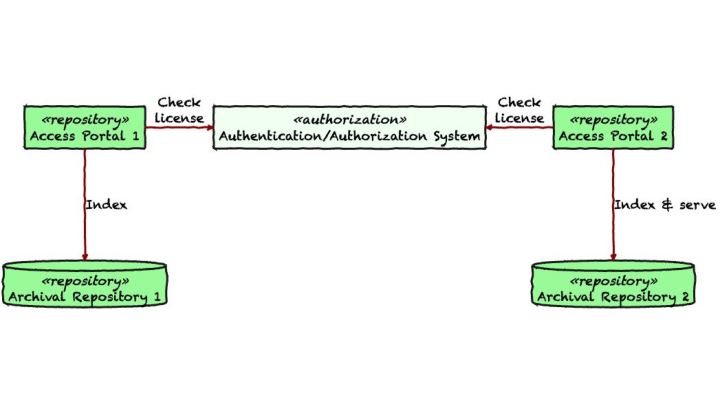 Check
license
Check
license
«repository»
Access Portal 1
«authorization»
Authentication/Authorization System
«repository»
Access Portal 2
Index
Index & serve
«repository»
Archival Repository 1
«repository»
Archival Repository 2